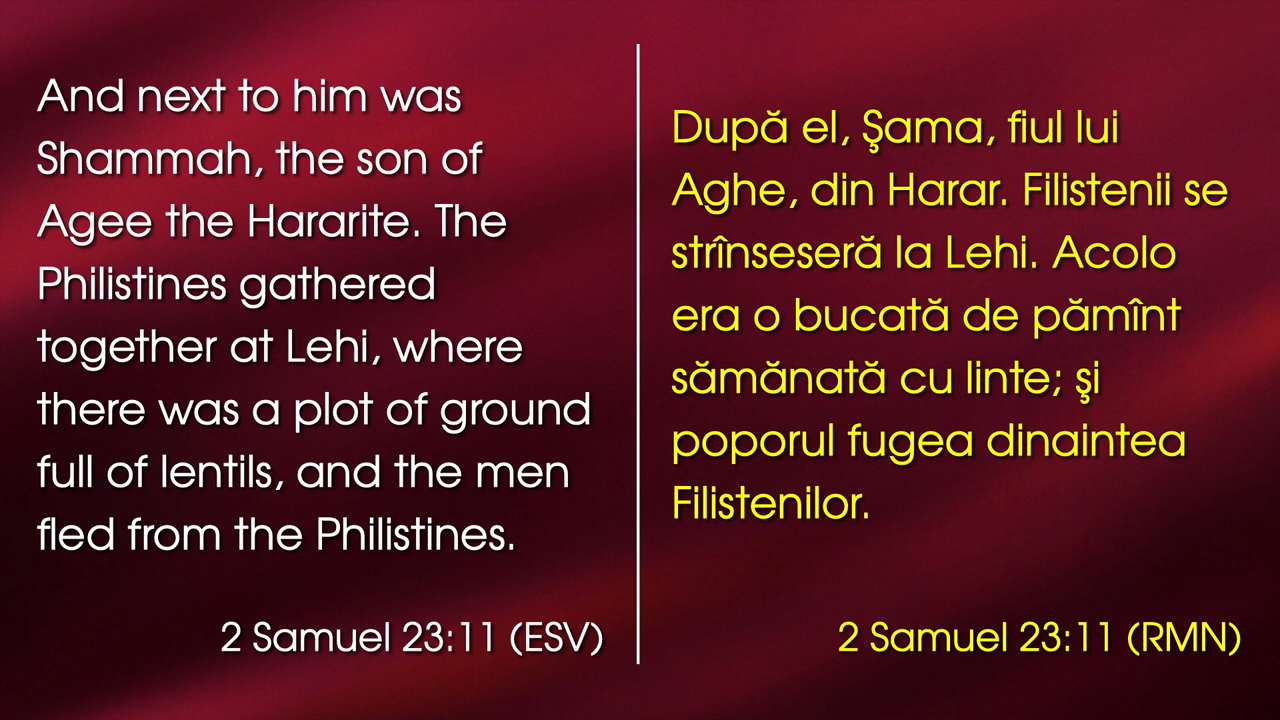 And next to him was
Shammah, the son of
Agee the Hararite. The
Philistines gathered
together at Lehi, where
there was a plot of ground
full of lentils, and the men
fled from the Philistines.
2 Samuel 23:11 (ESV)
După el, Şama, fiul lui
Aghe, din Harar. Filistenii se
strînseseră la Lehi. Acolo
era o bucată de pămînt
sămănată cu linte; şi
poporul fugea dinaintea
Filistenilor.
2 Samuel 23:11 (RMN)